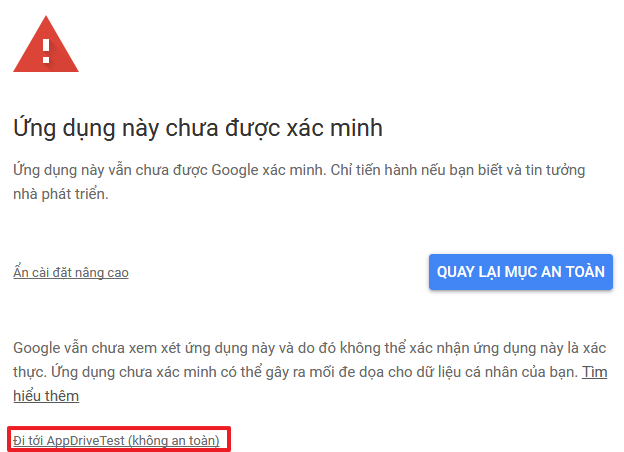 Ứng dụng này chưa được xác minh
Ứng dụng này vẫn chưa được Google xác minh. Chỉ tiến hành nếu bạn biết và tin tưởng
nhà phát triển.
Ẩn cài đặt nâng cao
QUAY LẠI MỤC AN TOÀN
Google vẫn chưa xem xét ứng dụng này và do đó không thể xác nhận ứng dụng này là xác
thực. Ứng dụng chưa xác minh có thể gây ra mối đe dọa cho dữ liệu cá nhân của bạn. Tìm
hiểu thêm
Đi tới AppDriveTest (không an toàn)